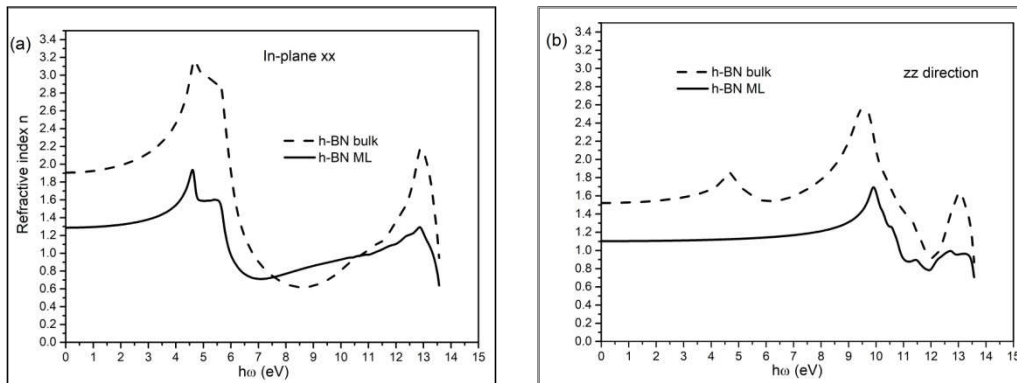 (a)
In-plane xx
h-BN bulk
h-BN ML
Refractive index n
3.4
3.2
3.0
2.8
2.6
2.4
2.2
2.0
1.8
1.6
1.4
1.2
1.0
0.8
0.6
0.4
0.2
0.0
0 1 2 3 4 5 6 7 8 9 10 11 12 13 14 15
hω (eV)
(b)
zz direction
h-BN bulk
h-BN ML
3.4
3.2
3.0
2.8
2.6
2.4
2.2
2.0
1.8
1.6
1.4
1.2
1.0
0.8
0.6
0.4
0.2
0.0
0 1 2 3 4 5 6 7 8 9 10 11 12 13 14 15
hω (eV)